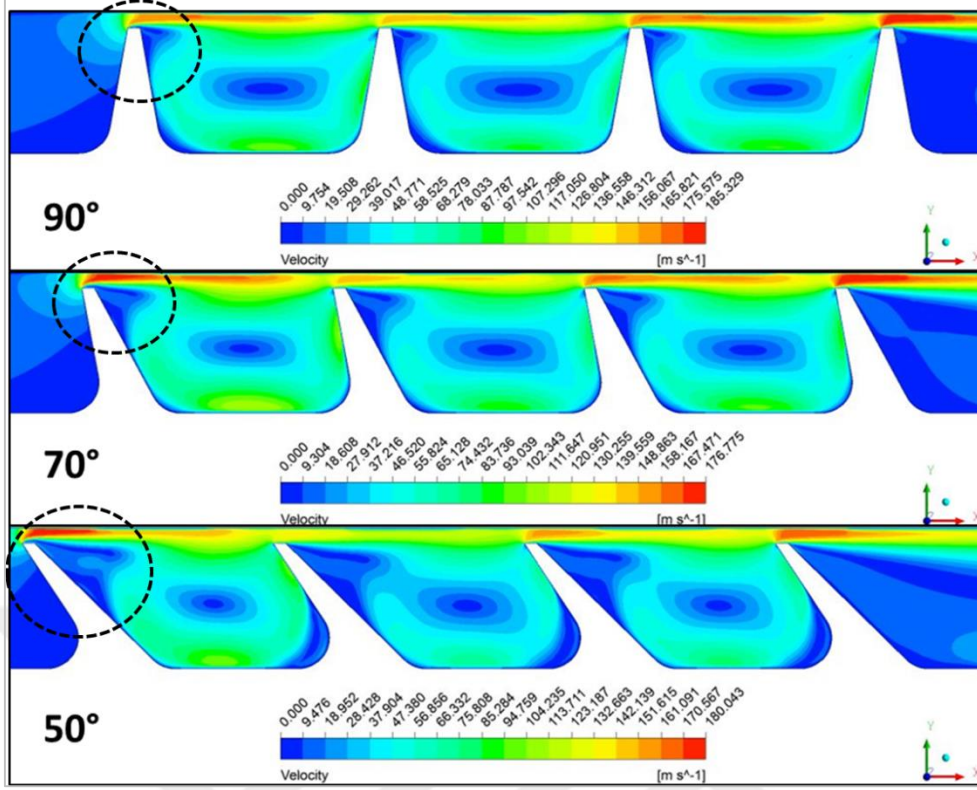 0.000 9.754 19.508 29.262 39.017 48.771 58.525 68.279 78.033 87.787 97.542 107.296 117.050 126.804 136.558 146.312 156.067 165.821 175.575 185.329
90°
Velocity [m s^-1]
Y
Z X
0.000 9.304 18.608 27.912 37.216 46.520 55.824 65.128 74.432 83.736 93.039 102.343 111.647 120.951 130.255 139.559 148.863 158.167 167.471 176.775
70°
Velocity [m s^-1]
Y
Z X
0.000 9.476 18.952 28.428 37.904 47.380 56.856 66.332 75.808 85.284 94.759 104.235 113.711 123.187 132.663 142.139 151.615 161.091 170.567 180.043
50°
Velocity [m s^-1]
Y
Z X